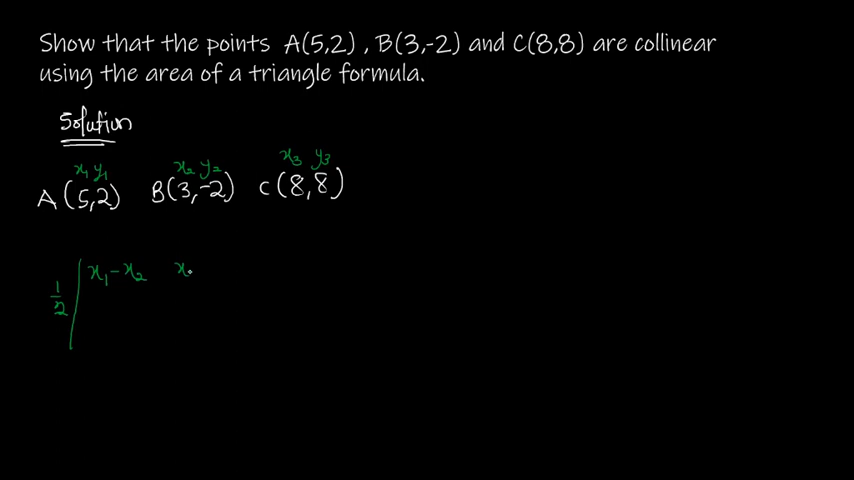 Show that the points A(5,2) , B(3,-2) and C(8,8) are collinear
using the area of a triangle formula.
Solution
x₁ y₁ x₂ y₂ x₃ y₃
A (5,2) B(3,-2) C (8,8)
1/2 | x₁ - x₂ x